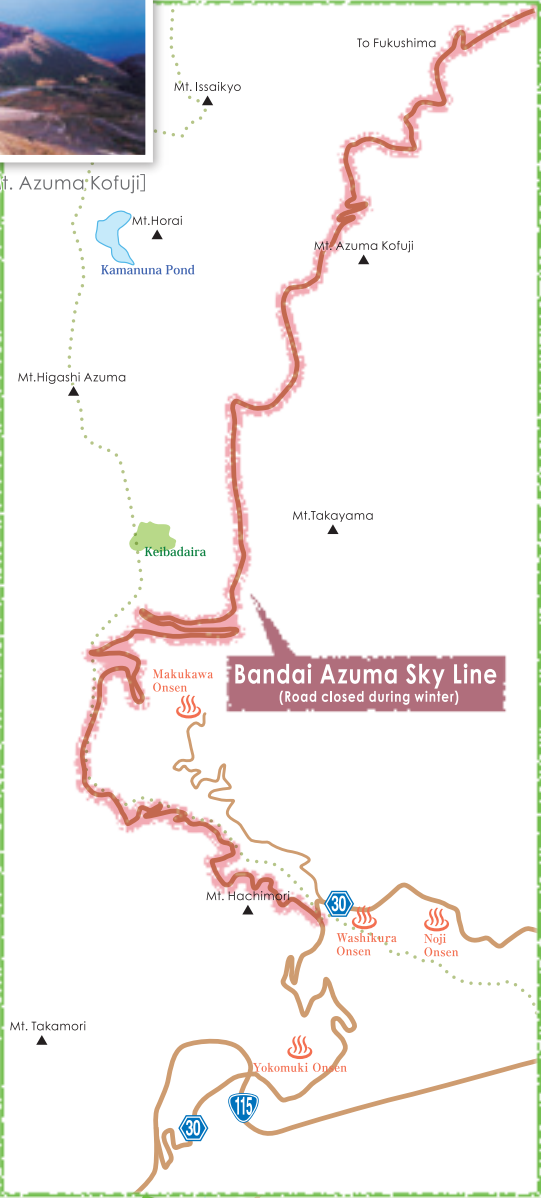 To Fukushima
Mt. Issaikyo
Azuma Kofuji]
Mt.Horai
Kamanuna Pond
Mt. Azuma Kofuji
Mt.Higashi Azuma
Mt.Takayama
Keibadaira
Bandai Azuma Sky Line
(Road closed during winter)
Makukawa
Onsen
Mt. Hachimori
30
Washikura
Onsen
Noji
Onsen
Mt. Takamori
Yokomuki Onsen
115
30